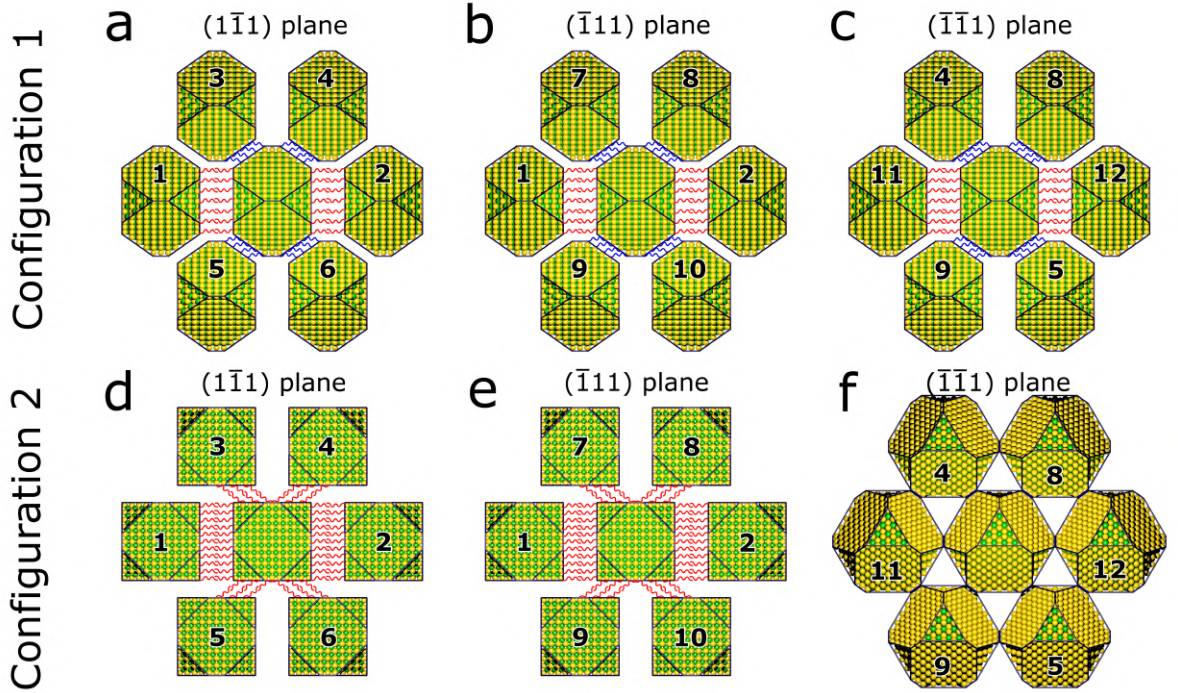 Configuration 1
a (11̅1) plane
b (1̅11) plane
c (1̅1̅1) plane
3 4
7 8
4 8
1 2
1 2
11 12
5 6
9 10
9 5
Configuration 2
d (11̅1) plane
e (1̅11) plane
f (1̅1̅1) plane
3 4
7 8
4 8
1 2
1 2
11 12
5 6
9 10
9 5